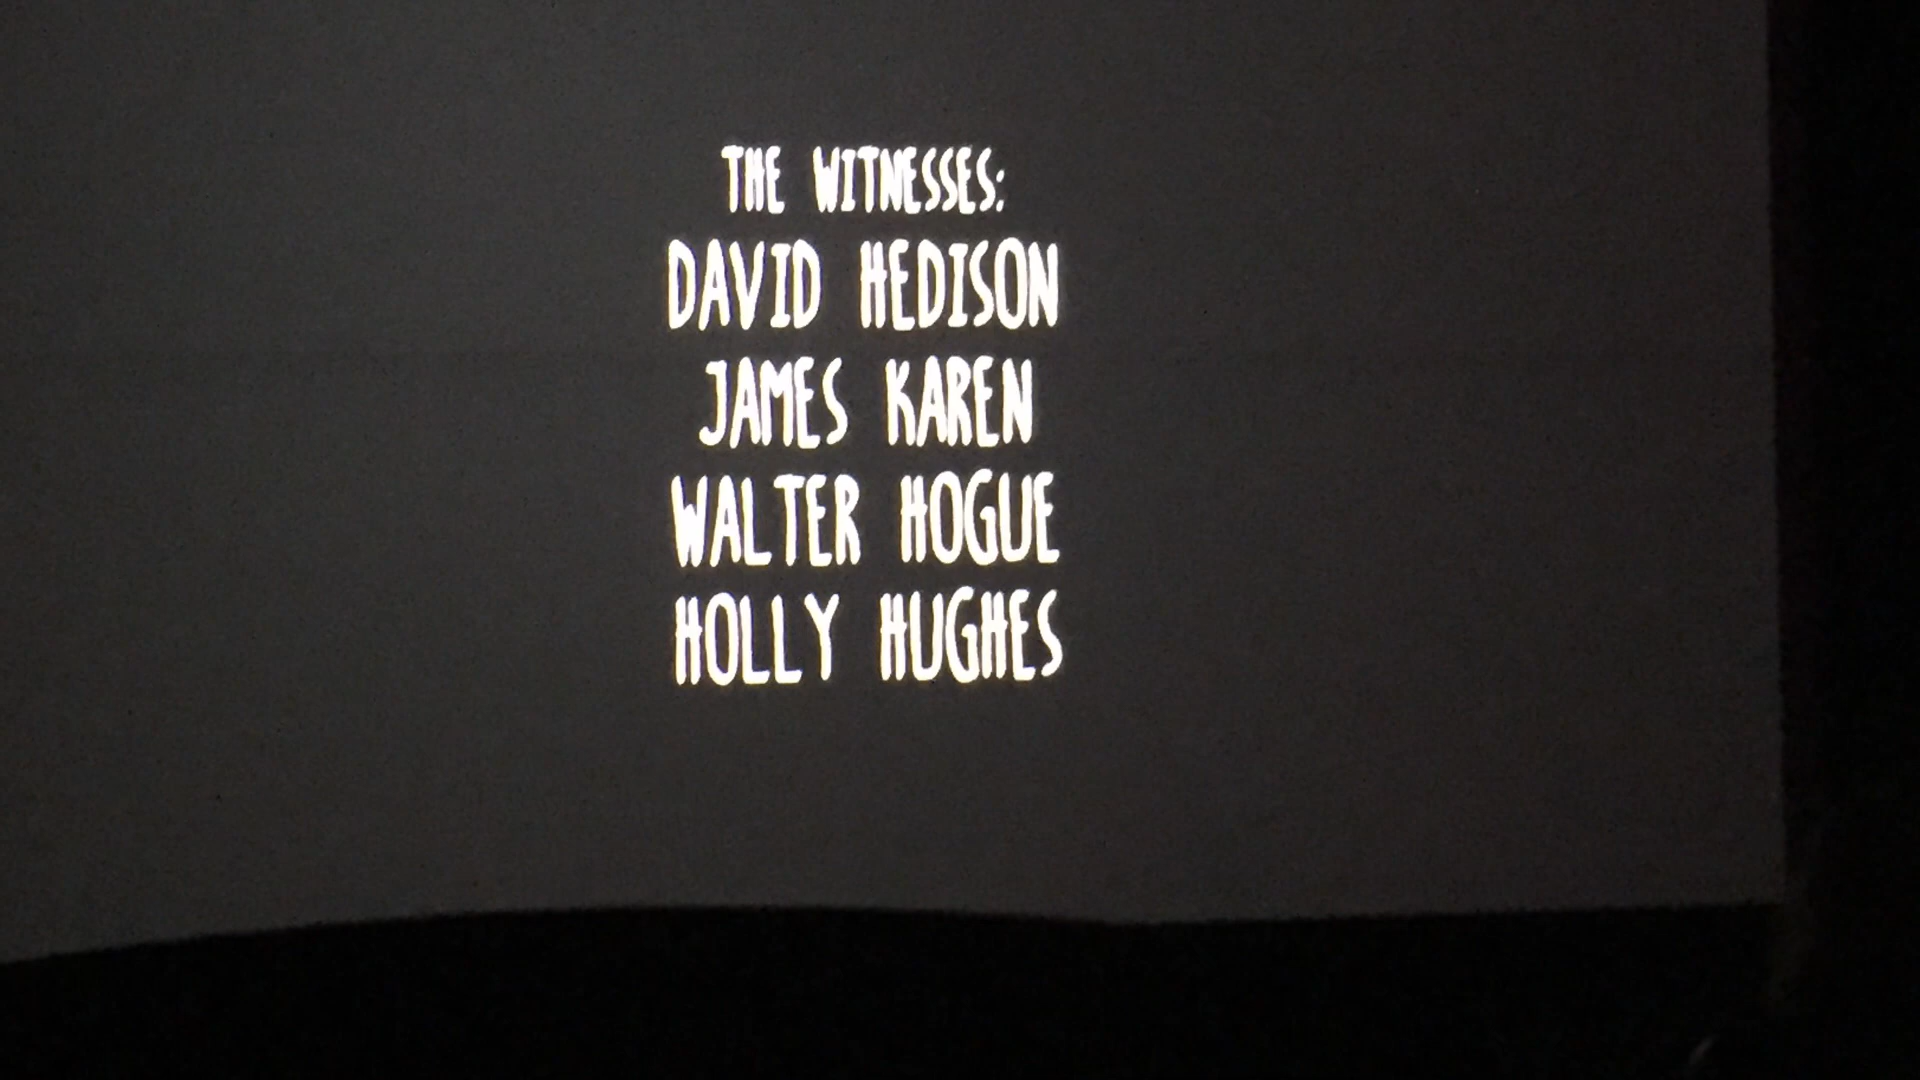 THE WITNESSES:
DAVID HEDISON
JAMES KAREN
WALTER HOGUE
HOLLY HUGHES